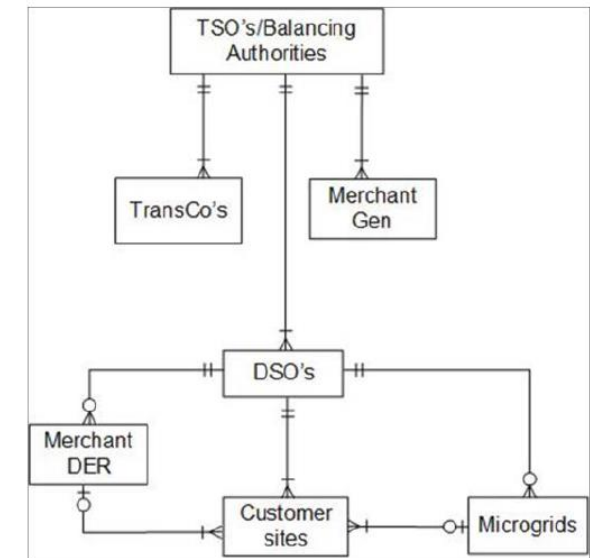 TSO's/Balancing
Authorities
TransCo's
Merchant
Gen
DSO's
Merchant
DER
Customer
sites
Microgrids